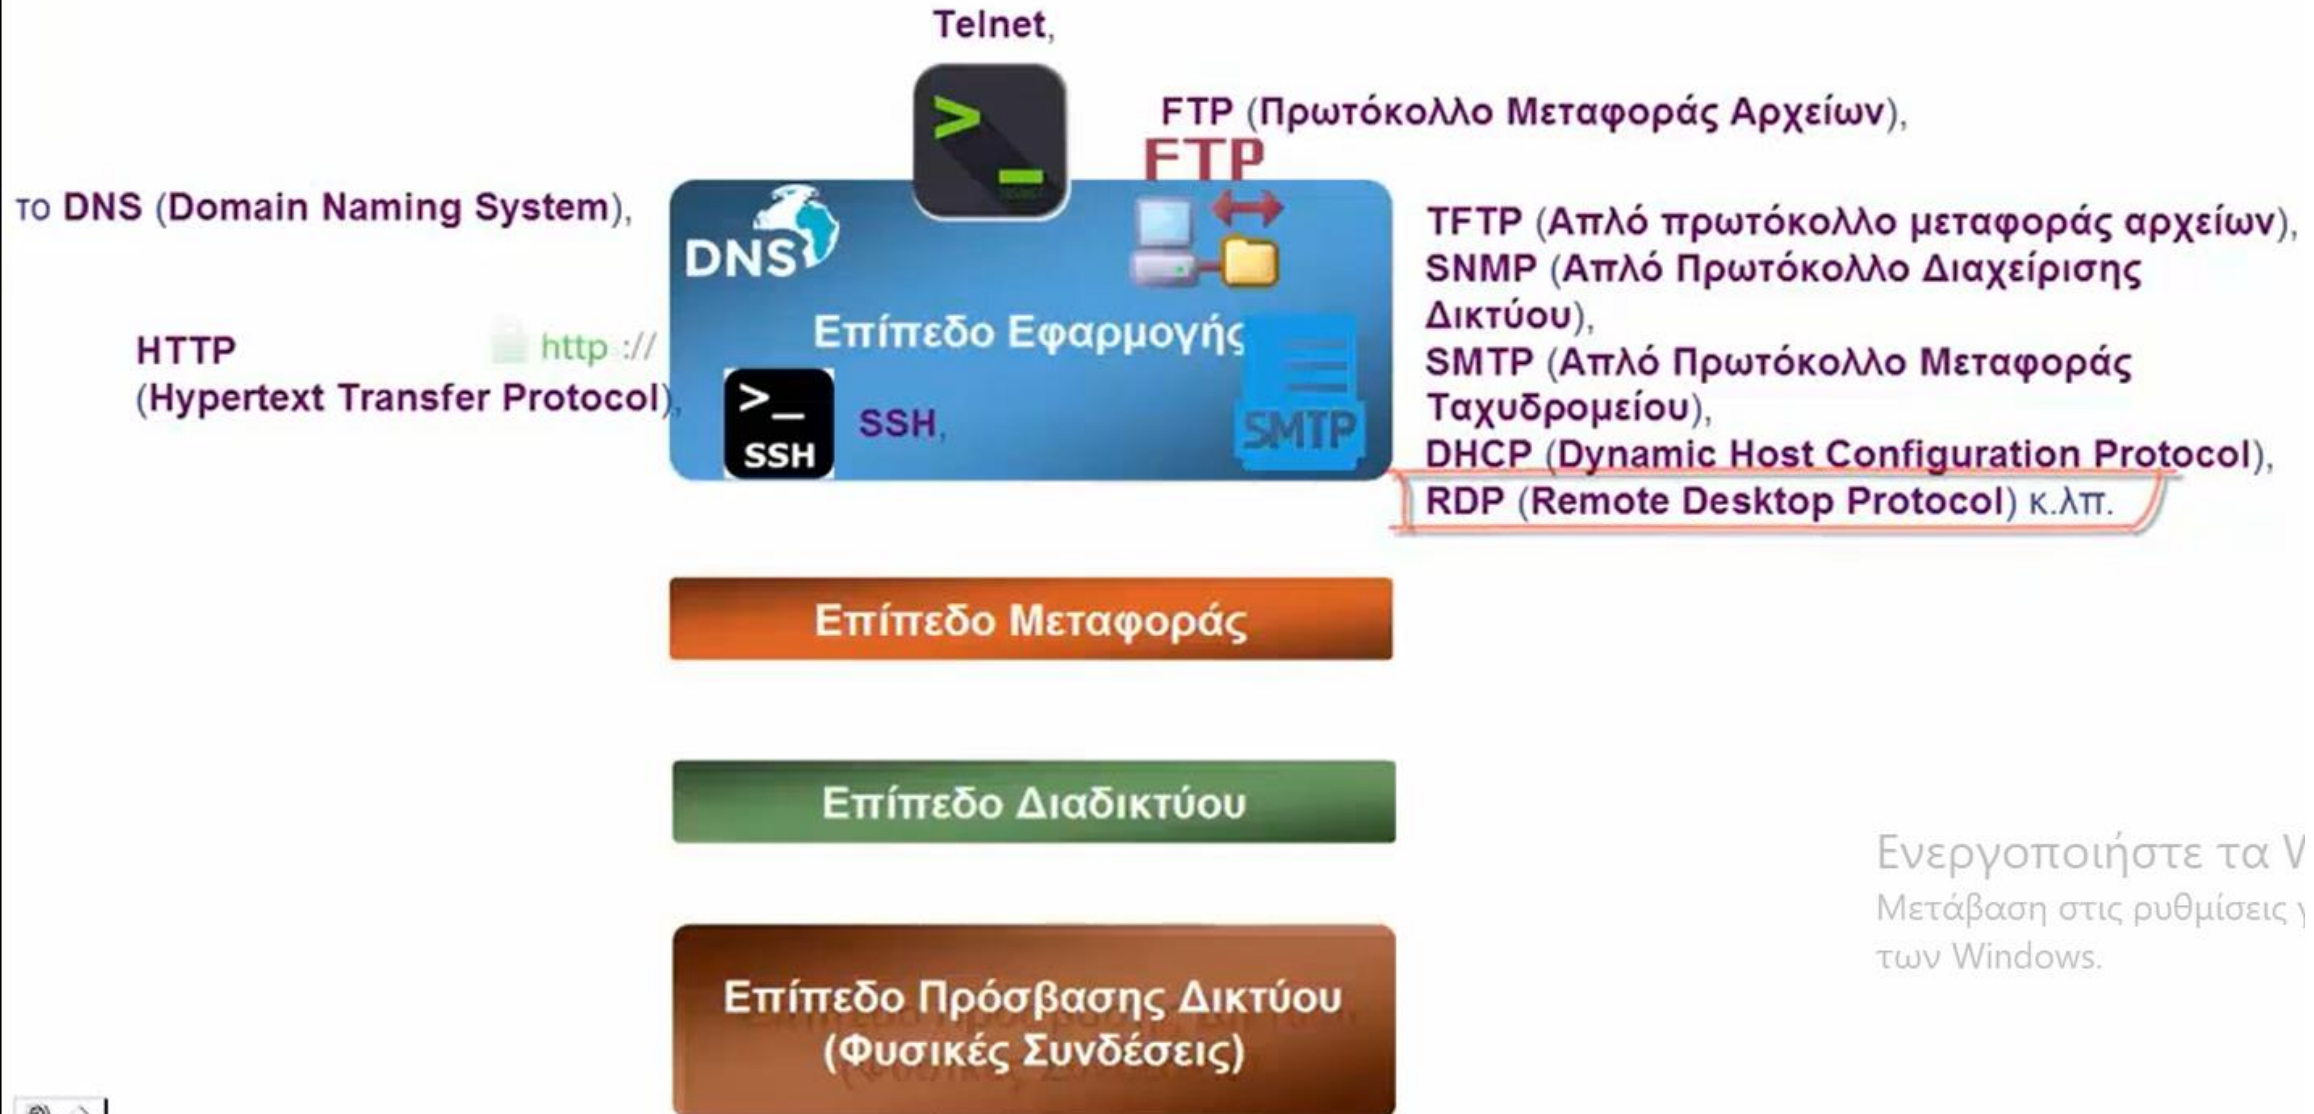 Telnet,
FTP (Πρωτόκολλο Μεταφοράς Αρχείων),
FTP
το DNS (Domain Naming System),
DNS
TFTP (Απλό πρωτόκολλο μεταφοράς αρχείων),
SNMP (Απλό Πρωτόκολλο Διαχείρισης
Δικτύου),
SMTP (Απλό Πρωτόκολλο Μεταφοράς
Ταχυδρομείου),
DHCP (Dynamic Host Configuration Protocol),
RDP (Remote Desktop Protocol) κ.λπ.
Επίπεδο Εφαρμογής
HTTP
http ://
(Hypertext Transfer Protocol),
>_
SSH
SSH,
SMTP
Επίπεδο Μεταφοράς
Επίπεδο Διαδικτύου
Ενεργοποιήστε τα
Μετάβαση στις ρυθμίσεις
των Windows.
Επίπεδο Πρόσβασης Δικτύου
(Φυσικές Συνδέσεις)